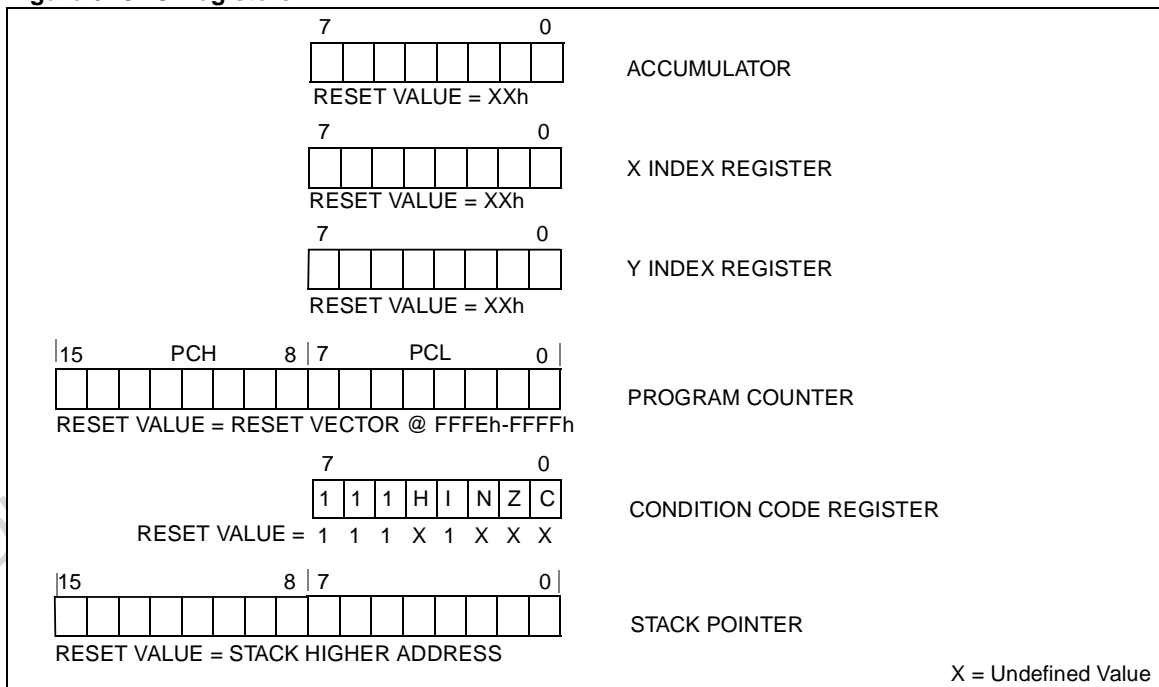 7 0
ACCUMULATOR
RESET VALUE = XXh
7 0
X INDEX REGISTER
RESET VALUE = XXh
7 0
Y INDEX REGISTER
RESET VALUE = XXh
15 PCH 8 7 PCL 0
PROGRAM COUNTER
RESET VALUE = RESET VECTOR @ FFFEh-FFFFh
7 0
1 1 1 H I N Z C
CONDITION CODE REGISTER
RESET VALUE = 1 1 1 X 1 X X X
15 8 7 0
STACK POINTER
RESET VALUE = STACK HIGHER ADDRESS
X = Undefined Value